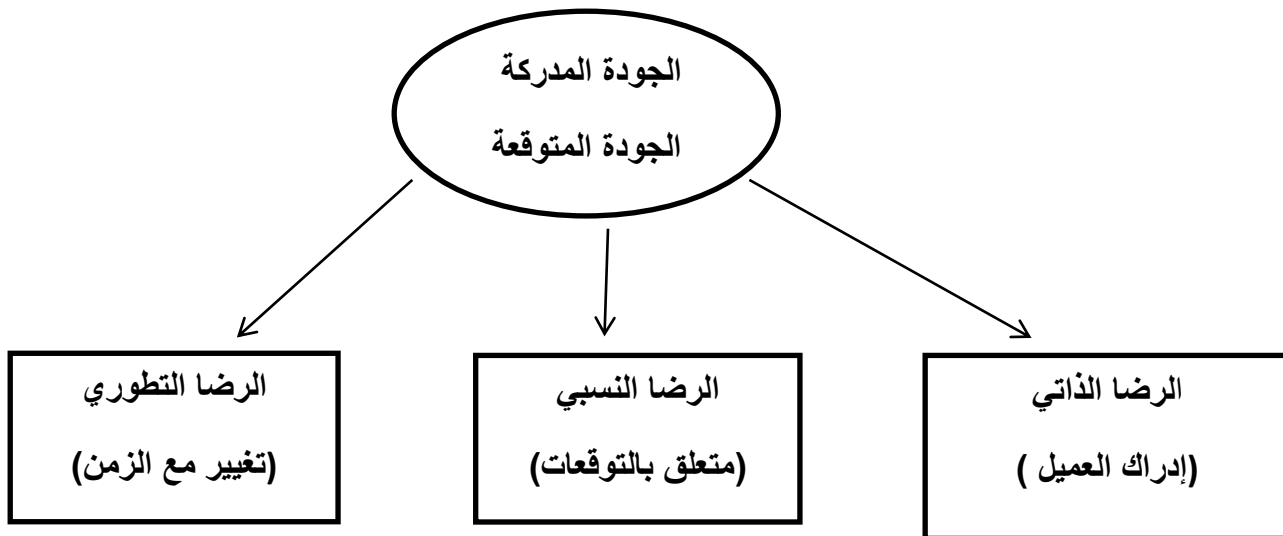 الجودة المدركة
الجودة المتوقعة
الرضا الذاتي
(إدراك العميل )
الرضا النسبي
(متعلق بالتوقعات)
الرضا التطوري
(تغيير مع الزمن)